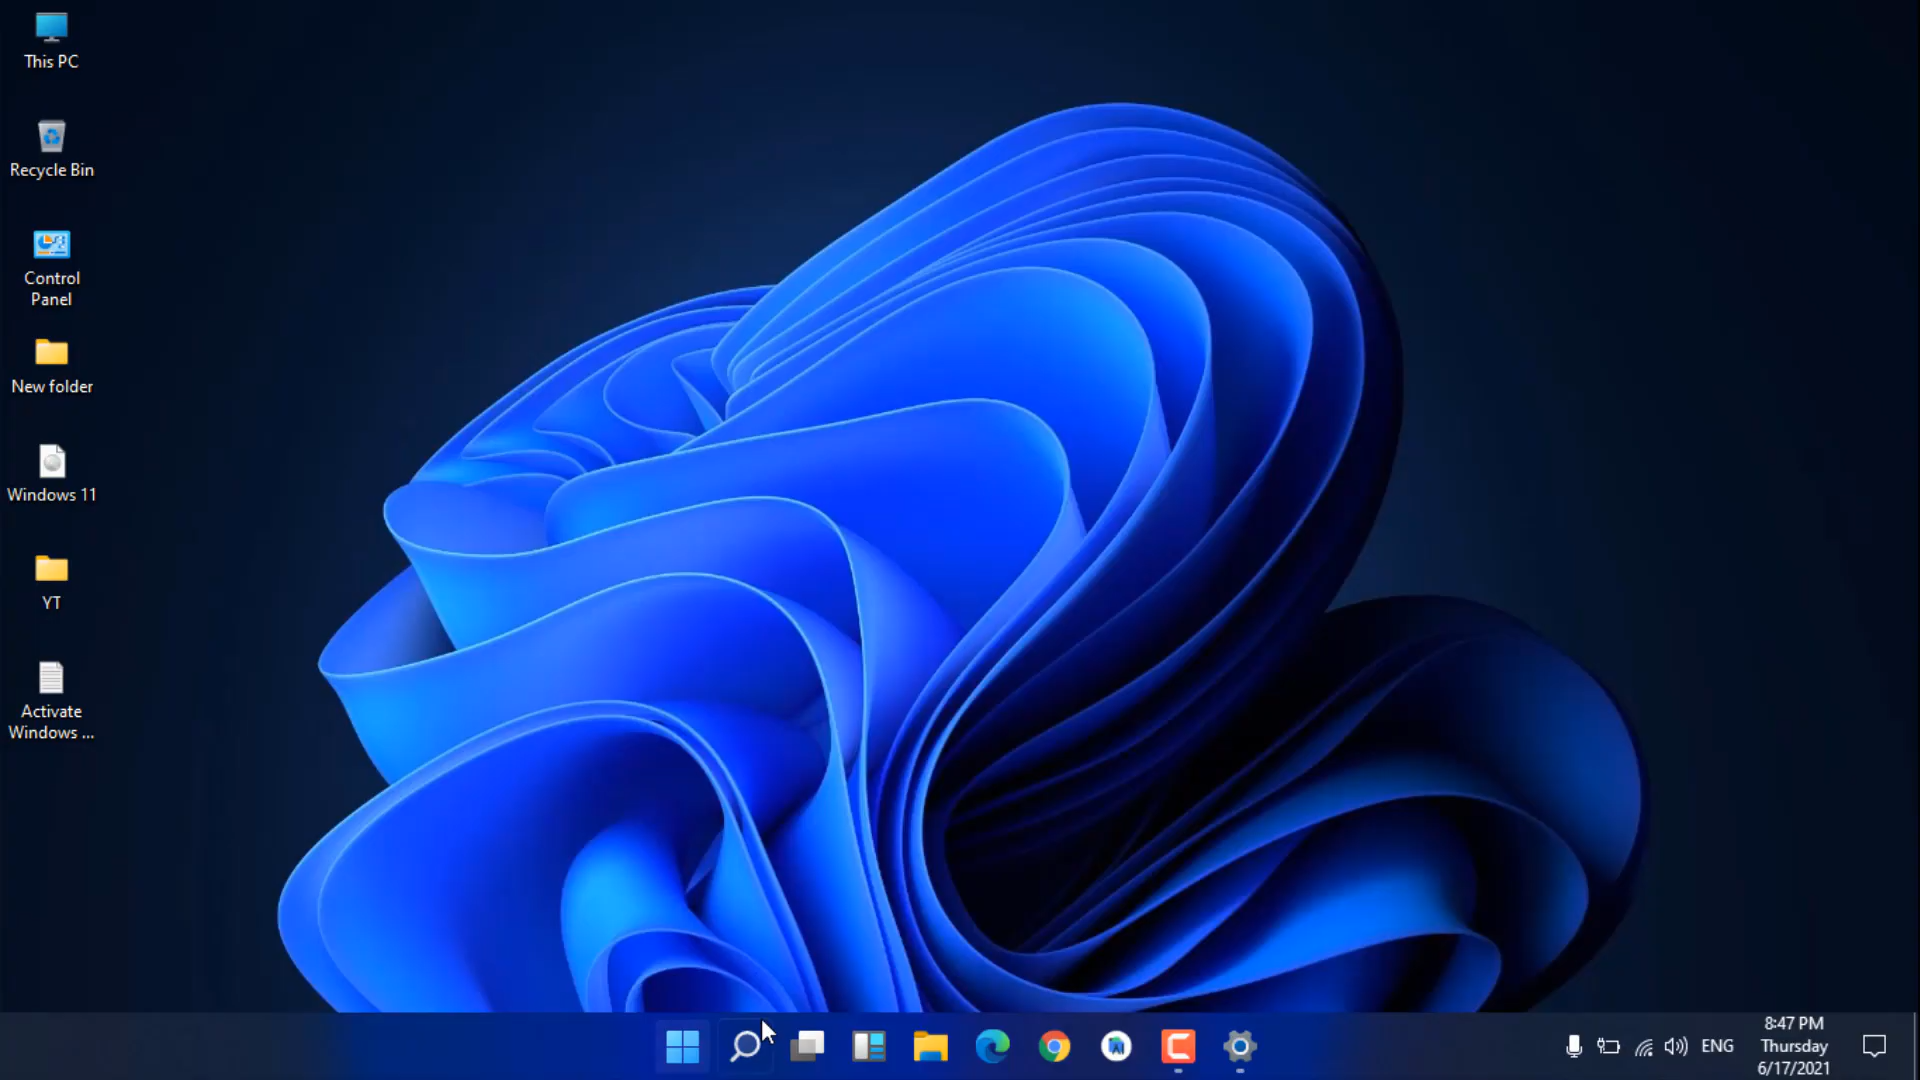 This PC
Recycle Bin
Control
Panel
New folder
Windows 11
YT
Activate
Windows ...
ENG
8:47 PM
Thursday
6/17/2021